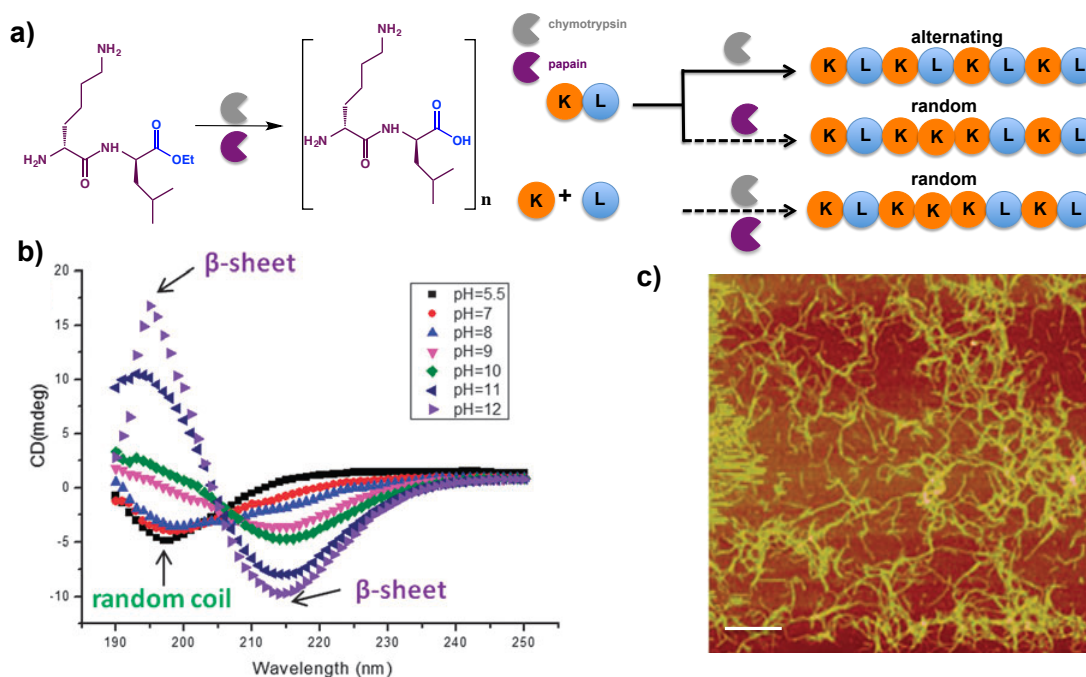 a)
NH₂
H₂N
O
NH
O
OEt
NH₂
H₂N
O
NH
O
OH
n
chymotrypsin
papain
K L
K + L
alternating
K L K L K L K L
random
K L K K K L K L
random
K L K K K L K L
b)
β-sheet
pH=5.5
pH=7
pH=8
pH=9
pH=10
pH=11
pH=12
20
15
10
5
0
-5
-10
CD(mdeg)
random coil
β-sheet
190 200 210 220 230 240 250
Wavelength (nm)
c)